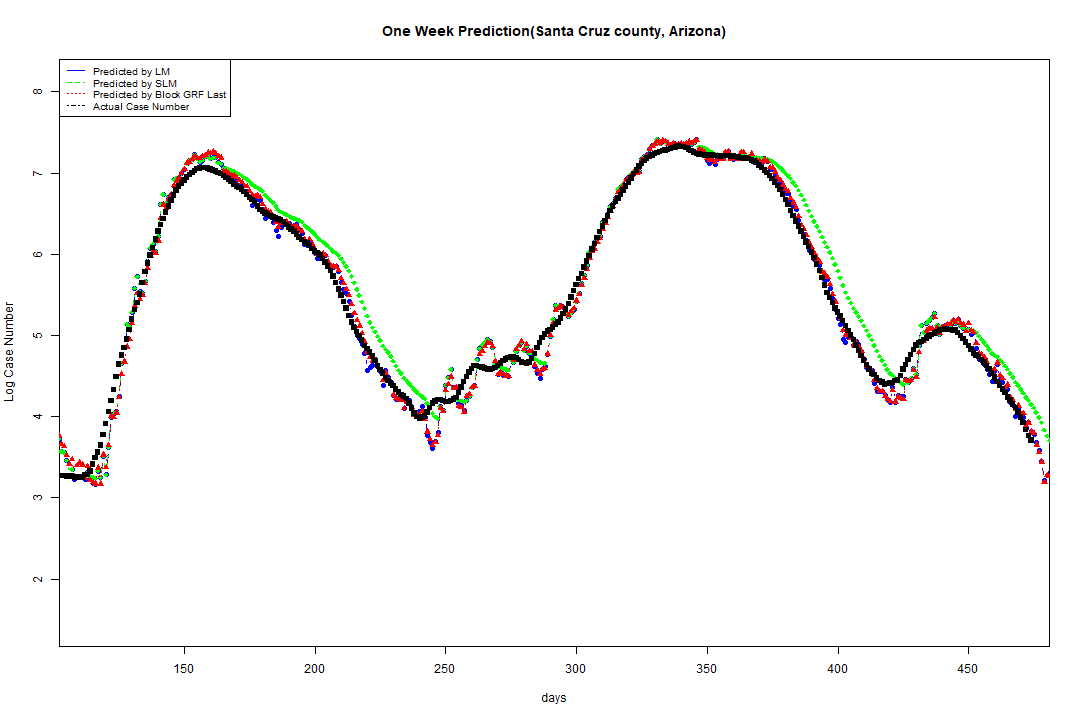 One Week Prediction(Santa Cruz county, Arizona)
Predicted by LM
Predicted by SLM
Predicted by Block GRF Last
Actual Case Number
8
7
6
5
4
3
2
Log Case Number
150 200 250 300 350 400 450
days